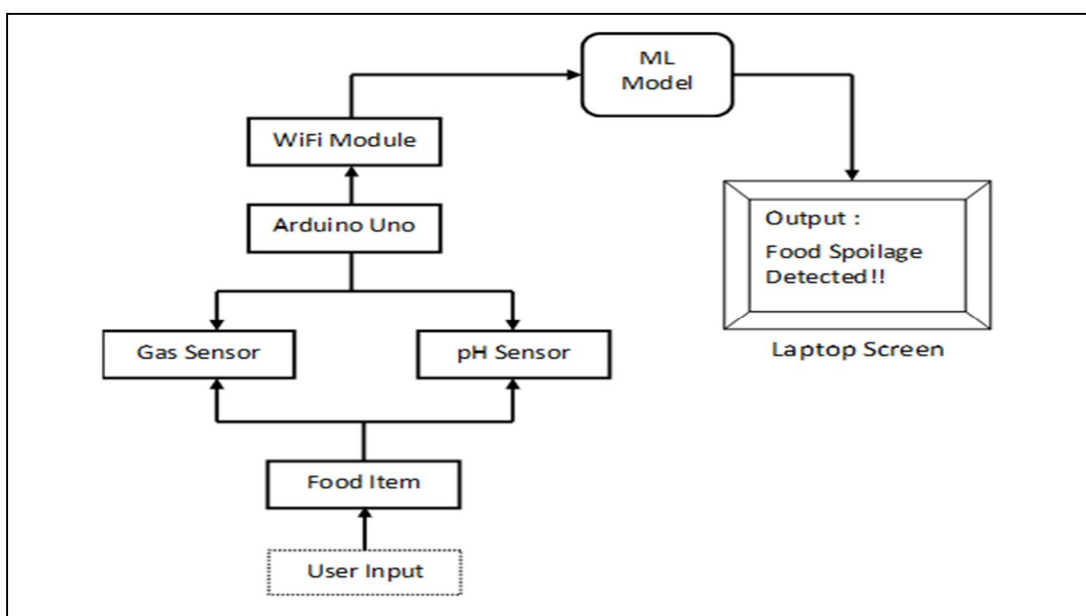 ML
Model
WiFi Module
Arduino Uno
Output :
Food Spoilage
Detected!!
Gas Sensor
pH Sensor
Laptop Screen
Food Item
User Input